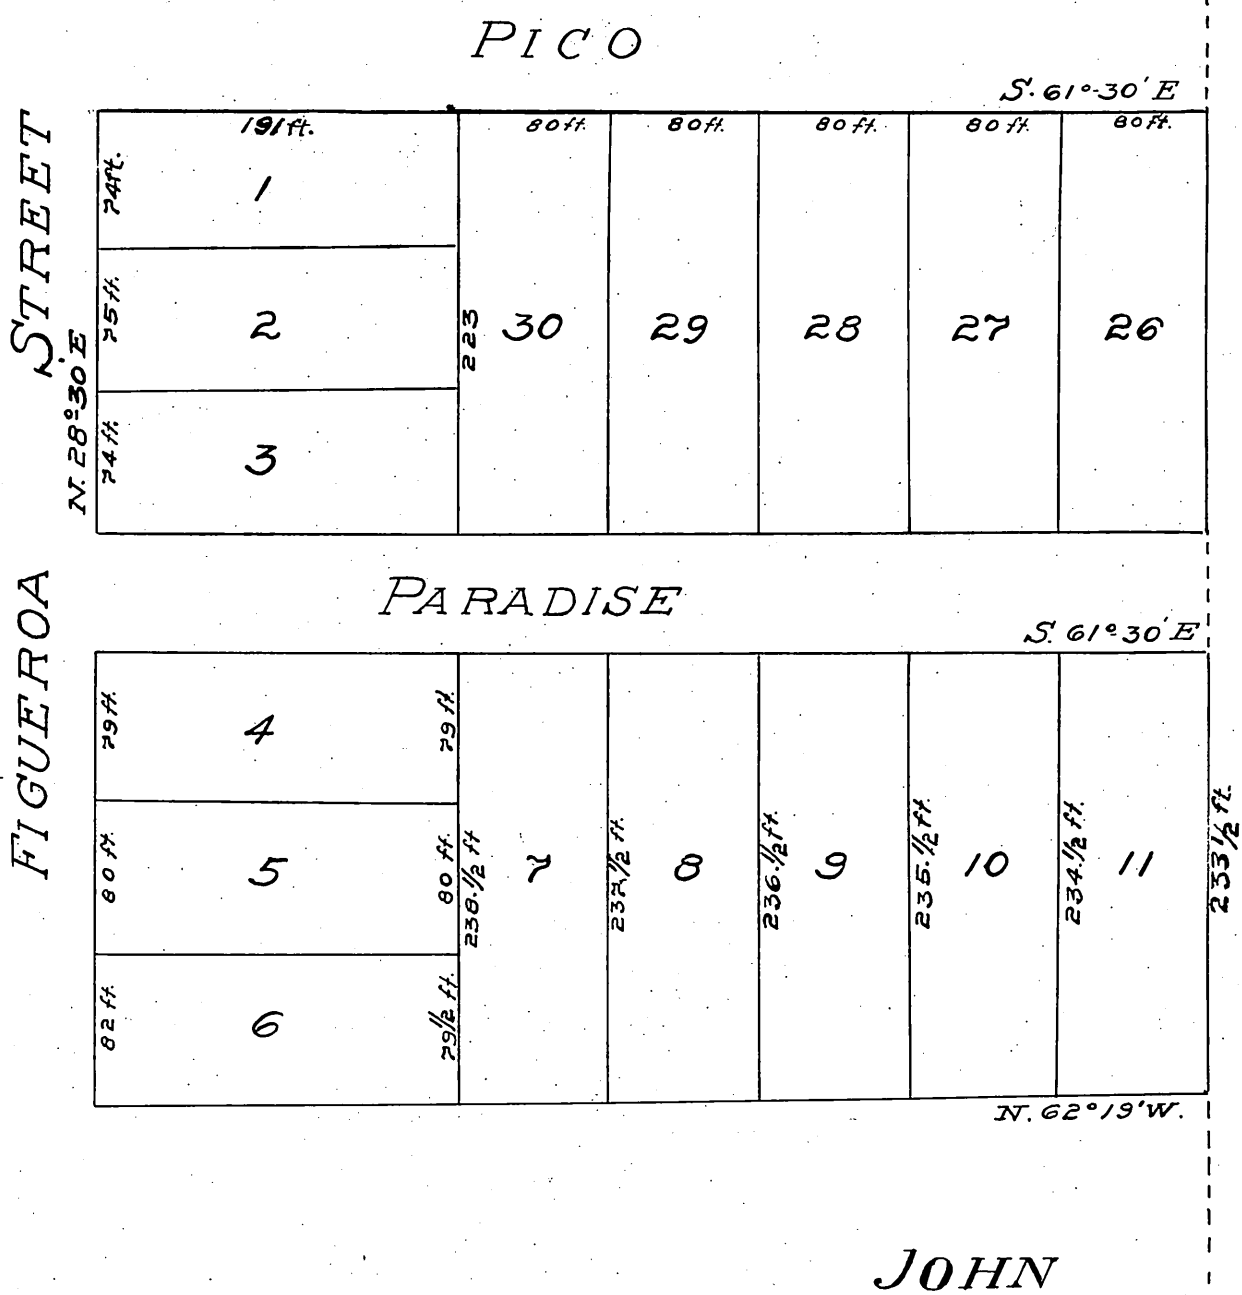 PICO
S. 61°-30' E
191 ft.
80 ft.
80 ft.
80 ft.
80 ft.
80 ft.
74 ft.
1
75 ft.
2
223
30
29
28
27
26
74 ft.
3
STREET
N. 28°30' E
PARADISE
S. 61° 30' E
FIGUEROA
79 ft.
4
79 ft.
80 ft.
5
80 ft.
238.1/2 ft
7
237.1/2 ft.
8
236.1/2 ft.
9
235.1/2 ft.
10
234.1/2 ft.
11
233 1/2 ft.
82 ft.
6
79 1/2 ft.
N. 62° 19' W.
JOHN